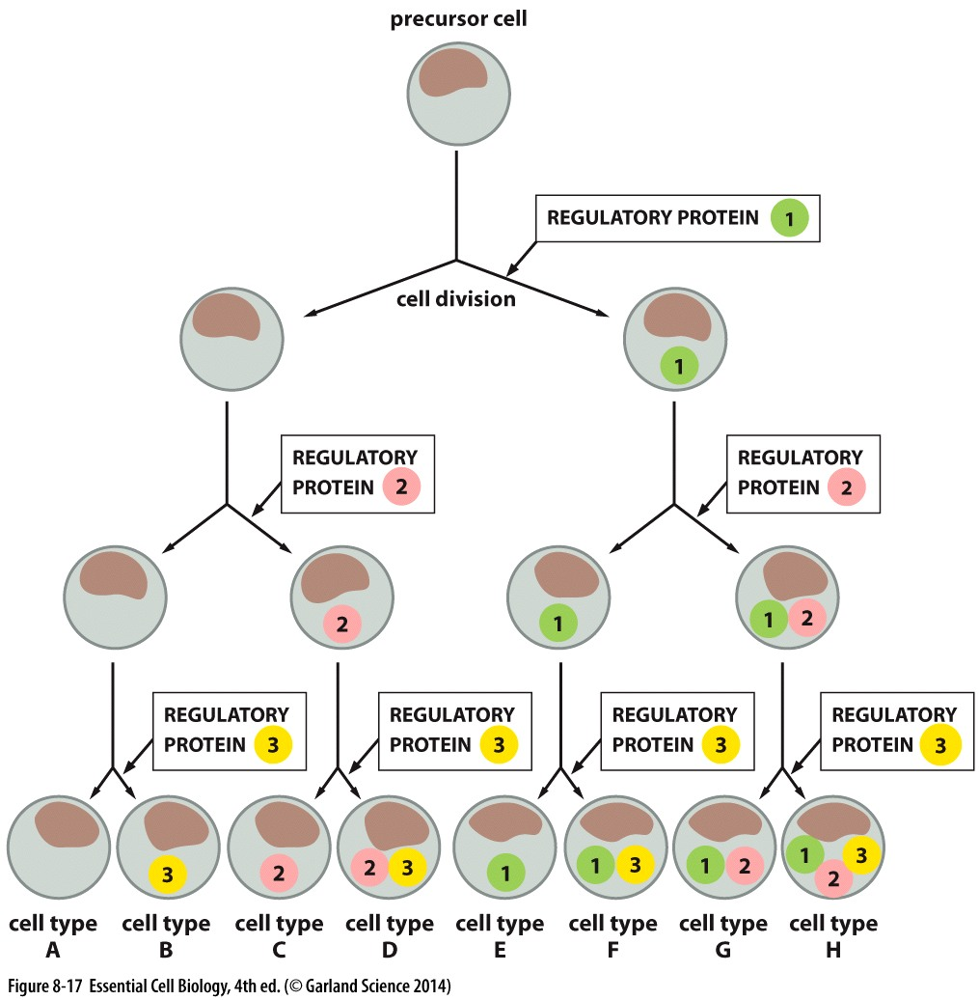 precursor cell
REGULATORY PROTEIN 1
cell division
1
REGULATORY
PROTEIN 2
REGULATORY
PROTEIN 2
2
1
1 2
REGULATORY
PROTEIN 3
REGULATORY
PROTEIN 3
REGULATORY
PROTEIN 3
REGULATORY
PROTEIN 3
3
2
2 3
1
1 3
1 2
1 3
2
cell type
A
cell type
B
cell type
C
cell type
D
cell type
E
cell type
F
cell type
G
cell type
H
Figure 8-17 Essential Cell Biology, 4th ed. (© Garland Science 2014)